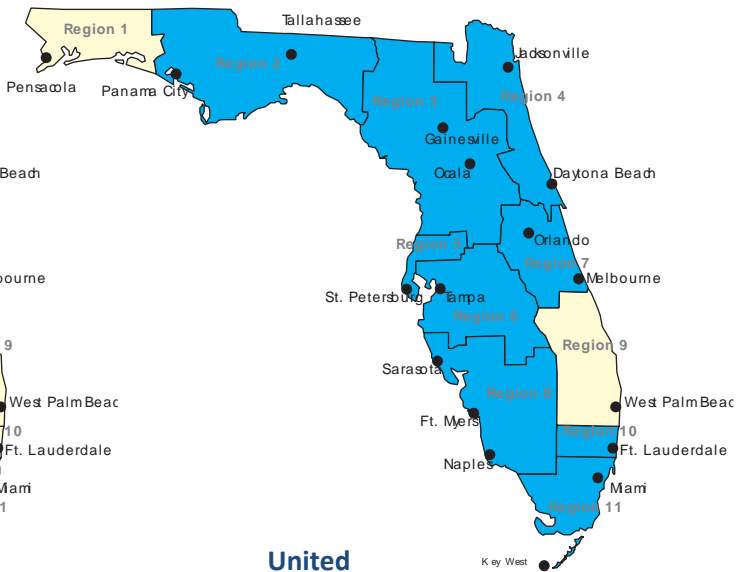 Region 1
Tallahassee
Jacksonville
Region 2
Pensacola
Panama City
Region 3
Region 4
Gainesville
Beach
Ocala
Daytona Beach
Region 5
Orlando
Region 7
bourne
Melbourne
St. Petersburg
Tampa
Region 6
9
Region 9
Sarasota
Region 8
West Palm Beac
West Palm Beac
Ft. Myers
10
Region 10
Ft. Lauderdale
Ft. Lauderdale
Naples
Miami
Miami
1
Region 11
Key West
United